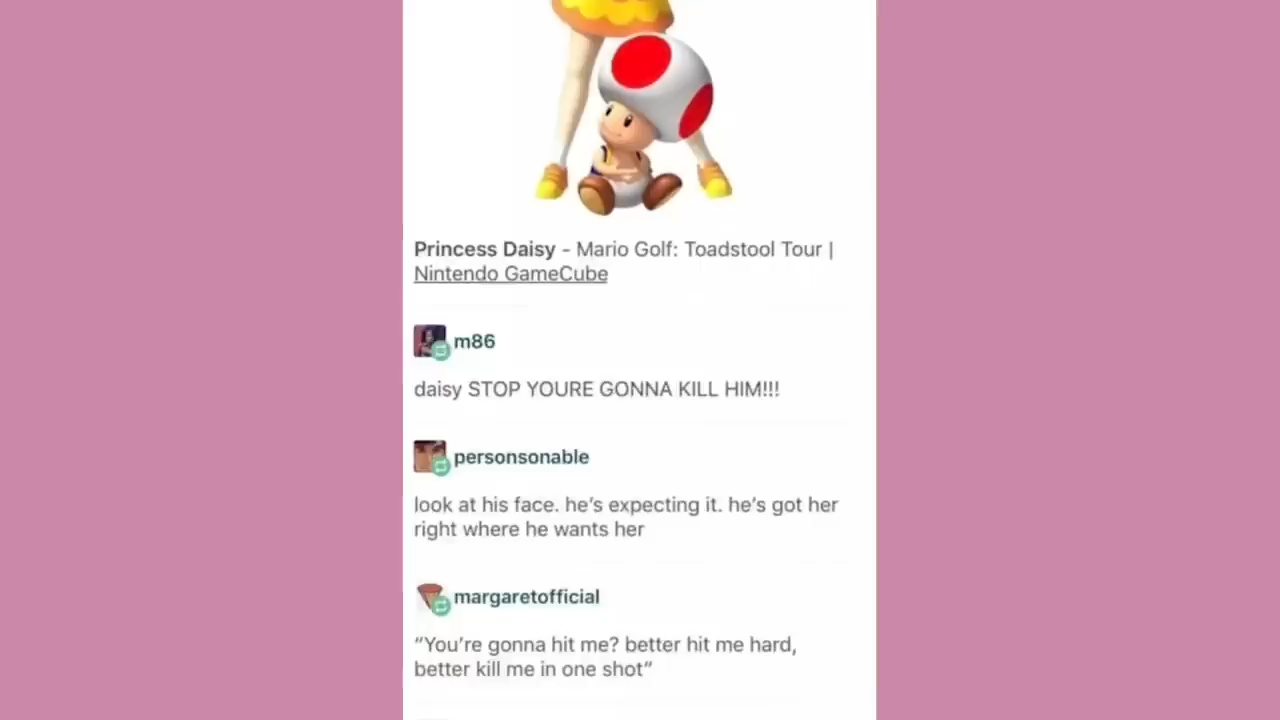 Princess Daisy - Mario Golf: Toadstool Tour |
Nintendo GameCube
m86
daisy STOP YOURE GONNA KILL HIM!!!
personsonable
look at his face. he’s expecting it. he’s got her
right where he wants her
margaretofficial
“You’re gonna hit me? better hit me hard,
better kill me in one shot”